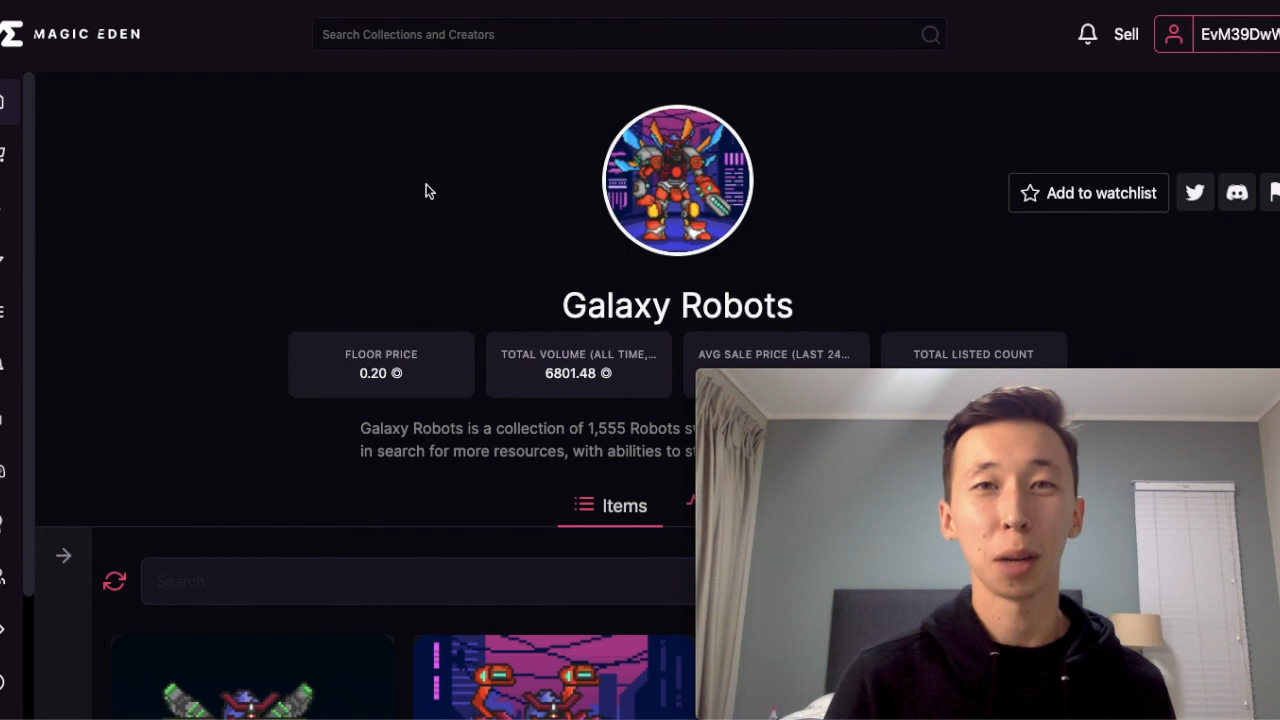 MAGIC EDEN
Search Collections and Creators
Sell
EvM39DwW
Add to watchlist
Galaxy Robots
FLOOR PRICE
0.20
TOTAL VOLUME (ALL TIME,...
6801.48
AVG SALE PRICE (LAST 24...
TOTAL LISTED COUNT
Galaxy Robots is a collection of 1,555 Robots
in search for more resources, with abilities to
Items
Search